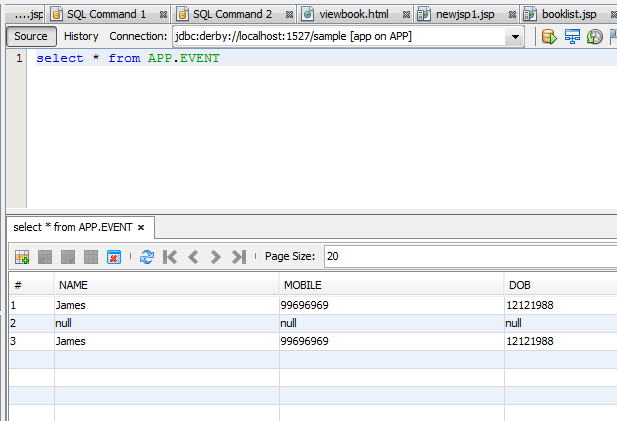 ....jsp SQL Command 1 SQL Command 2 viewbook.html newjsp1.jsp booklist.jsp
Source History Connection: jdbc:derby://localhost:1527/sample [app on APP]
1 select * from APP.EVENT
select * from APP.EVENT
Page Size: 20
# NAME MOBILE DOB
1 James 99696969 12121988
2 null null null
3 James 99696969 12121988